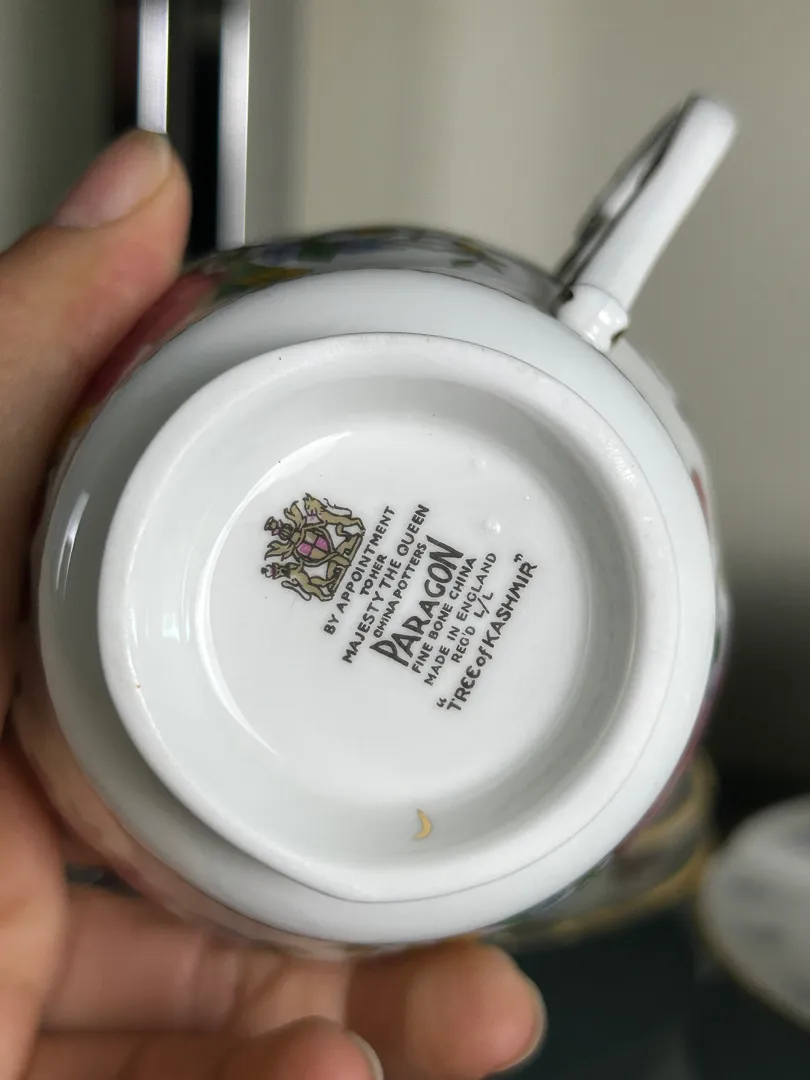 BY APPOINTMENT
TO HER
MAJESTY THE QUEEN
CHINA POTTERS
PARAGON
FINE BONE CHINA
MADE IN ENGLAND
REG'D L/L
"TREE of KASHMIR"